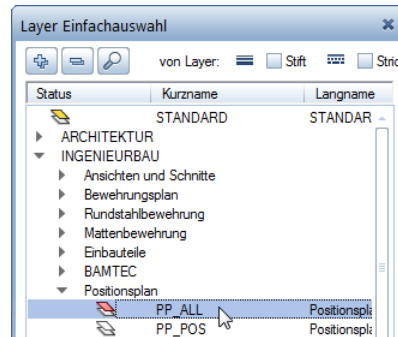 Layer Einfachauswahl
von Layer: Stift Stric
Status Kurzname Langname
STANDARD STANDAR
ARCHITEKTUR
INGENIEURBAU
Ansichten und Schnitte
Bewehrungsplan
Rundstahlbewehrung
Mattenbewehrung
Einbauteile
BAMTEC
Positionsplan
PP_ALL Positionspla
PP_POS Positionspla